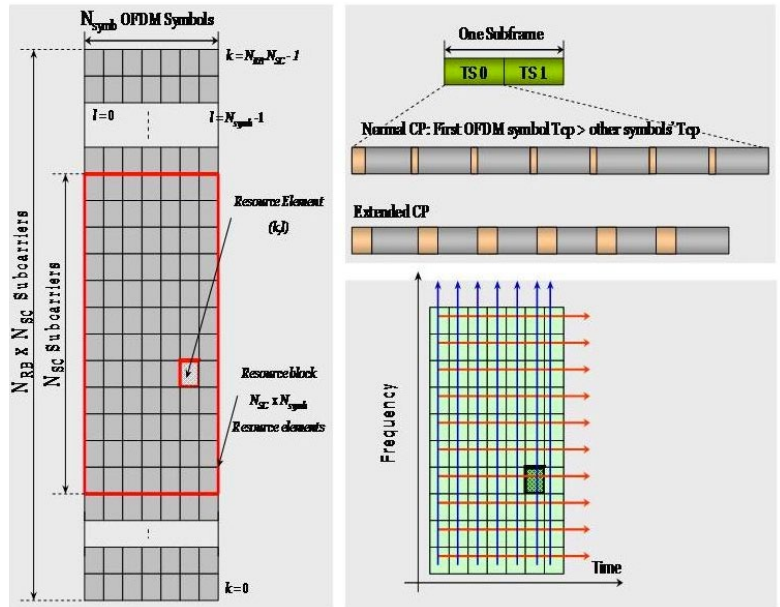 N_symb OFDM Symbols
k = N_RB N_SC - 1
l = 0
l = N_symb - 1
Resource Element
(k,l)
N_RB X N_SC Subcarriers
N_SC Subcarriers
Resource block
N_SC x N_symb
Resource elements
k = 0
One Subframe
TS 0
TS 1
Normal CP: First OFDM symbol Tcp > other symbols' Tcp
Extended CP
Frequency
Time